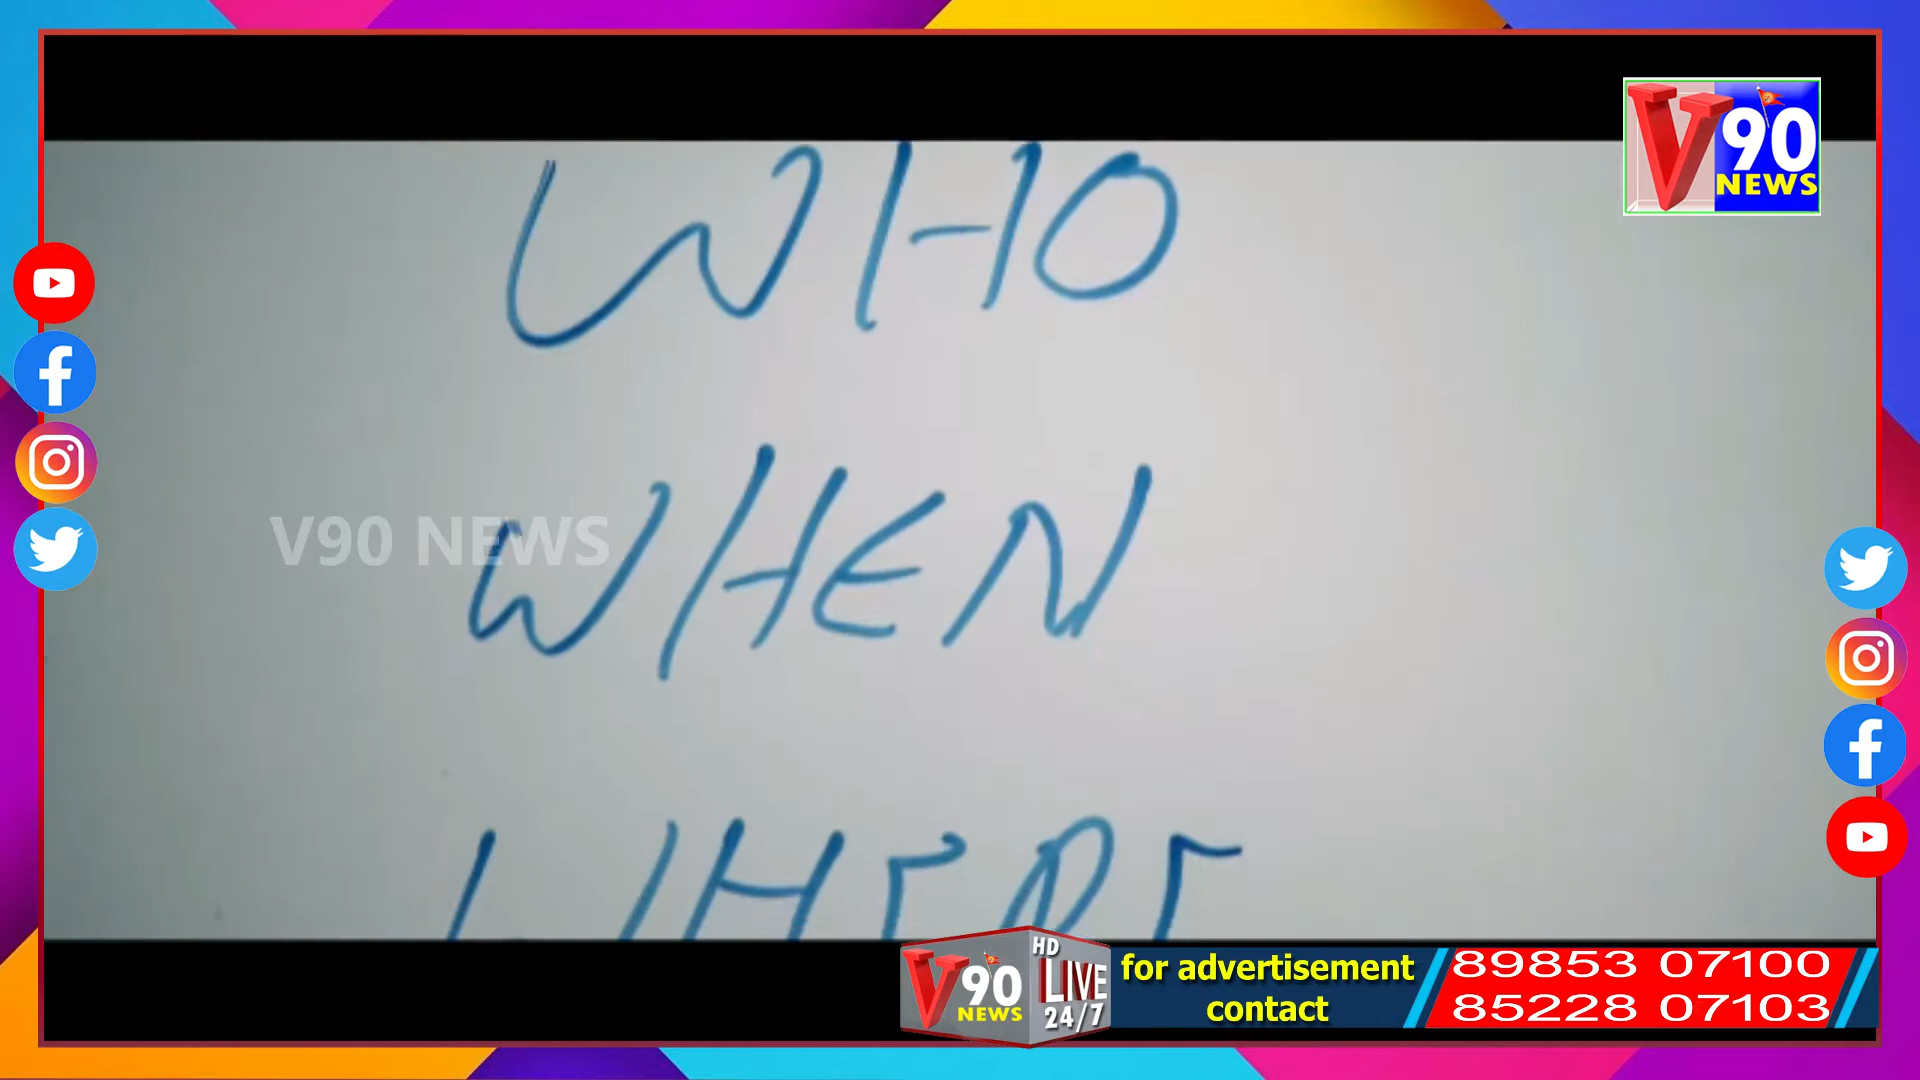 V90
NEWS
WHO
V90 NEWS
WHEN
WHERE
V90
NEWS
HD
LIVE
24/7
for advertisement
contact
89853 07100
85228 07103